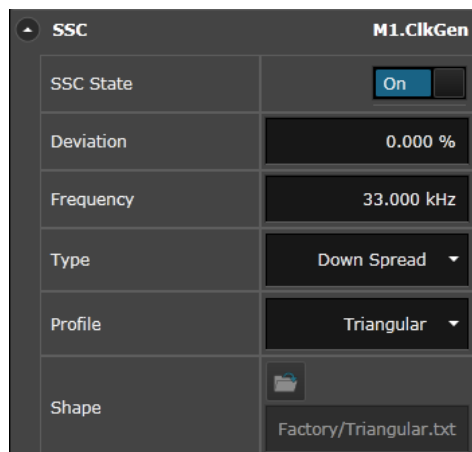 SSC M1.ClkGen
SSC State On
Deviation 0.000 %
Frequency 33.000 kHz
Type Down Spread
Profile Triangular
Shape
Factory/Triangular.txt